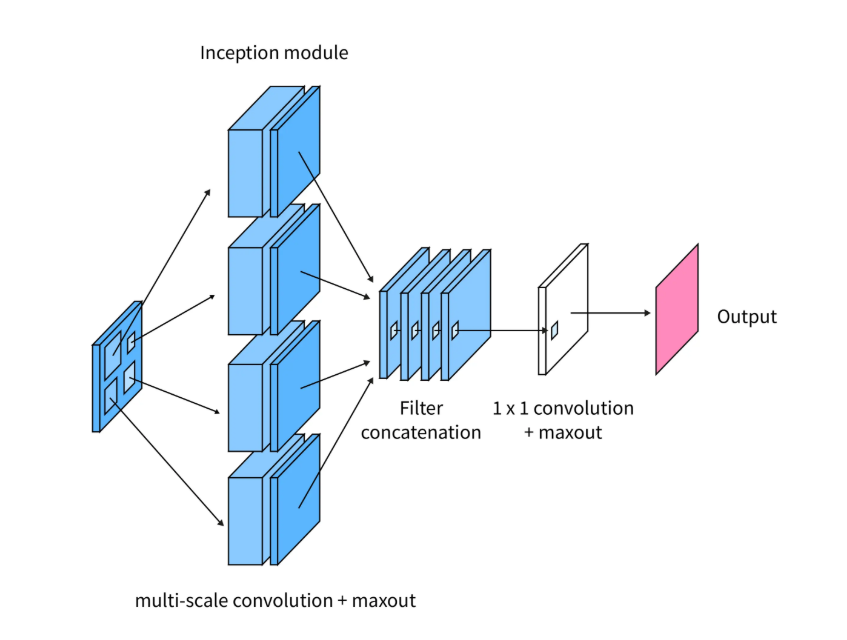 Inception module
Output
Filter
concatenation
1 x 1 convolution
+ maxout
multi-scale convolution + maxout